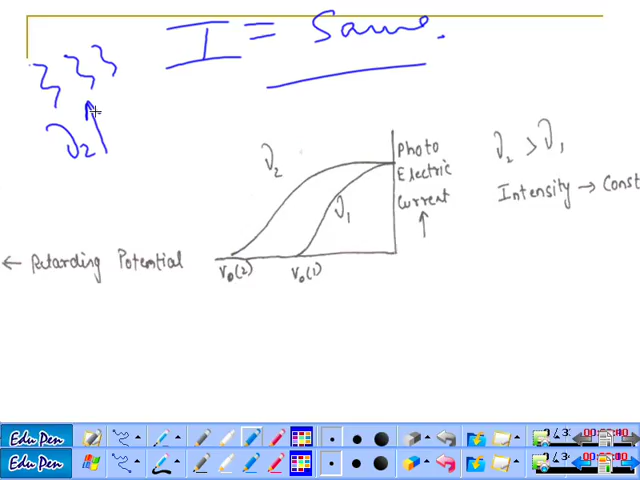 I = Same.
ν₂
ν₂
Photo
Electric
Current
ν₁
ν₂ > ν₁
Intensity → Const
← Retarding Potential
V₀(2)
V₀(1)
Edu Pen
Edu Pen